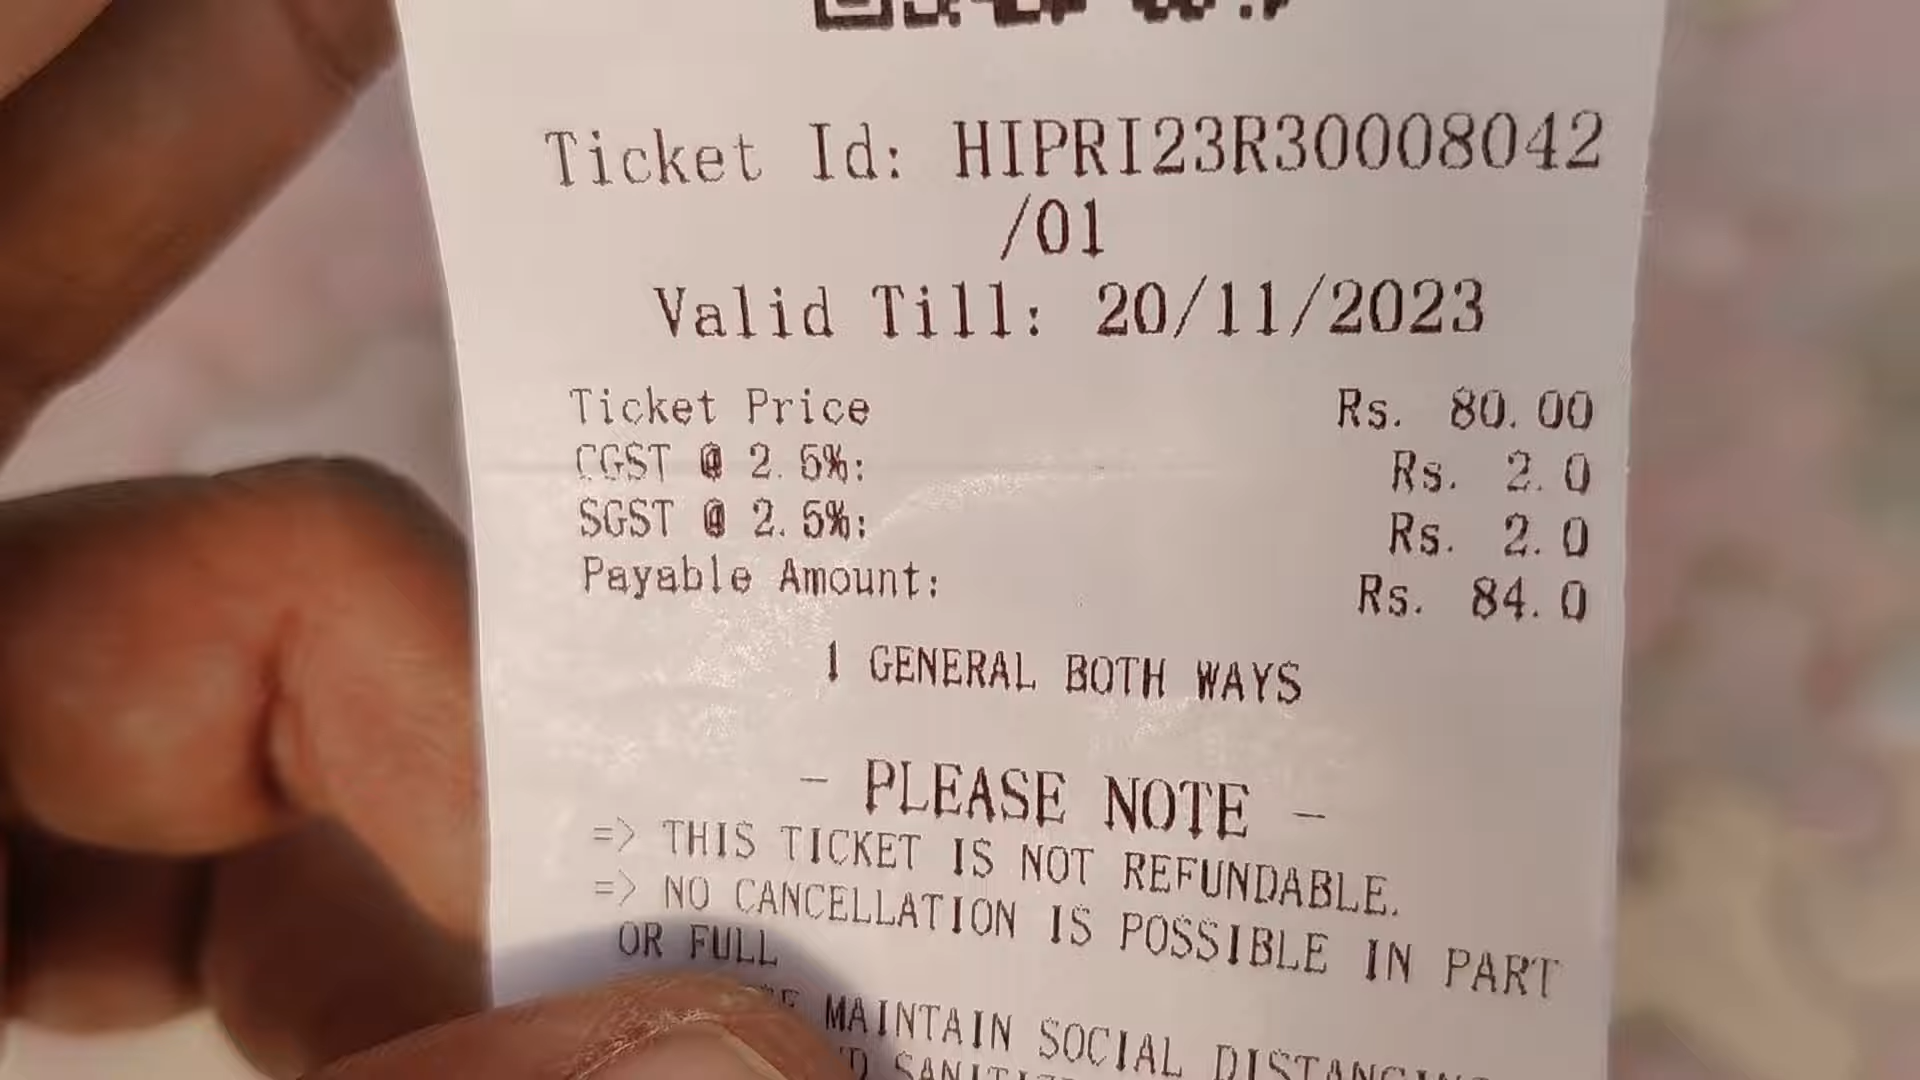 Ticket Id: HIPRI23R30008042
/01
Valid Till: 20/11/2023
Ticket Price Rs. 80.00
CGST @ 2.5%: Rs. 2.0
SGST @ 2.5%: Rs. 2.0
Payable Amount: Rs. 84.0
1 GENERAL BOTH WAYS
- PLEASE NOTE -
=> THIS TICKET IS NOT REFUNDABLE.
=> NO CANCELLATION IS POSSIBLE IN PART
OR FULL
MAINTAIN SOCIAL